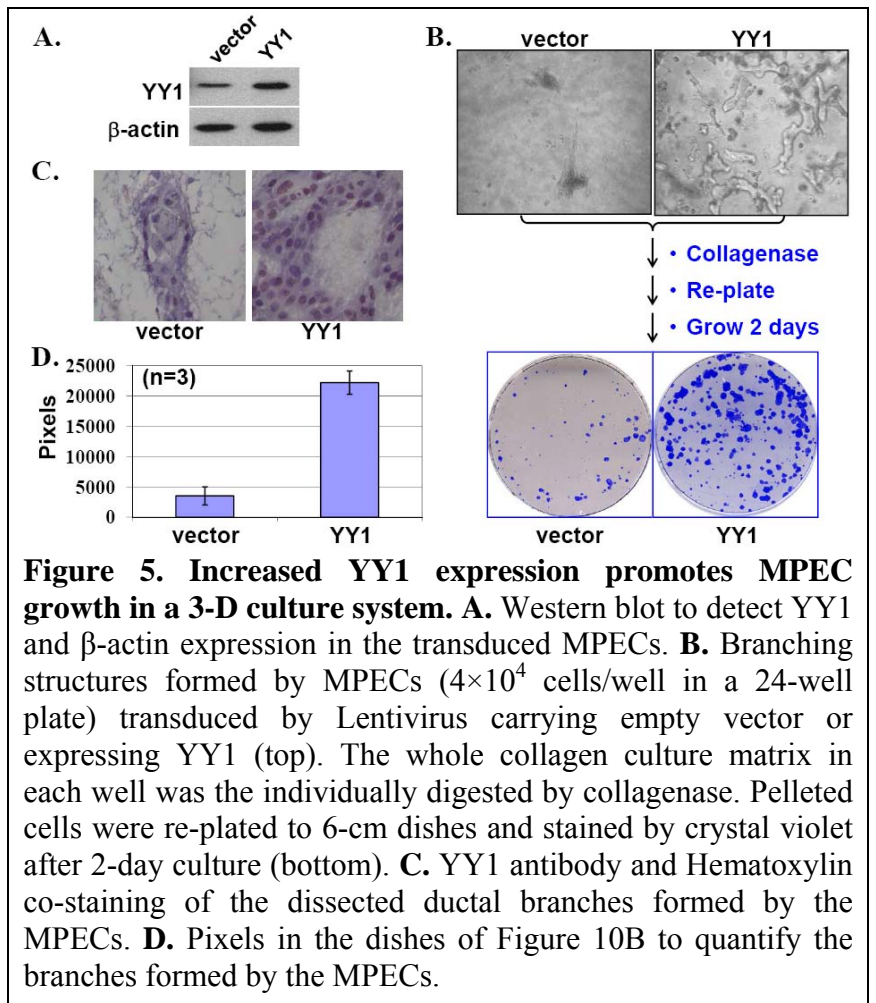 A.
vector YY1
YY1
β-actin
B.
vector YY1
• Collagenase
• Re-plate
• Grow 2 days
vector YY1
C.
vector YY1
D.
25000
20000
15000
10000
5000
0
Pixels
(n=3)
vector YY1
Figure 5. Increased YY1 expression promotes MPEC
growth in a 3-D culture system. A. Western blot to detect YY1
and β-actin expression in the transduced MPECs. B. Branching
structures formed by MPECs (4×10⁴ cells/well in a 24-well
plate) transduced by Lentivirus carrying empty vector or
expressing YY1 (top). The whole collagen culture matrix in
each well was the individually digested by collagenase. Pelleted
cells were re-plated to 6-cm dishes and stained by crystal violet
after 2-day culture (bottom). C. YY1 antibody and Hematoxylin
co-staining of the dissected ductal branches formed by the
MPECs. D. Pixels in the dishes of Figure 10B to quantify the
branches formed by the MPECs.